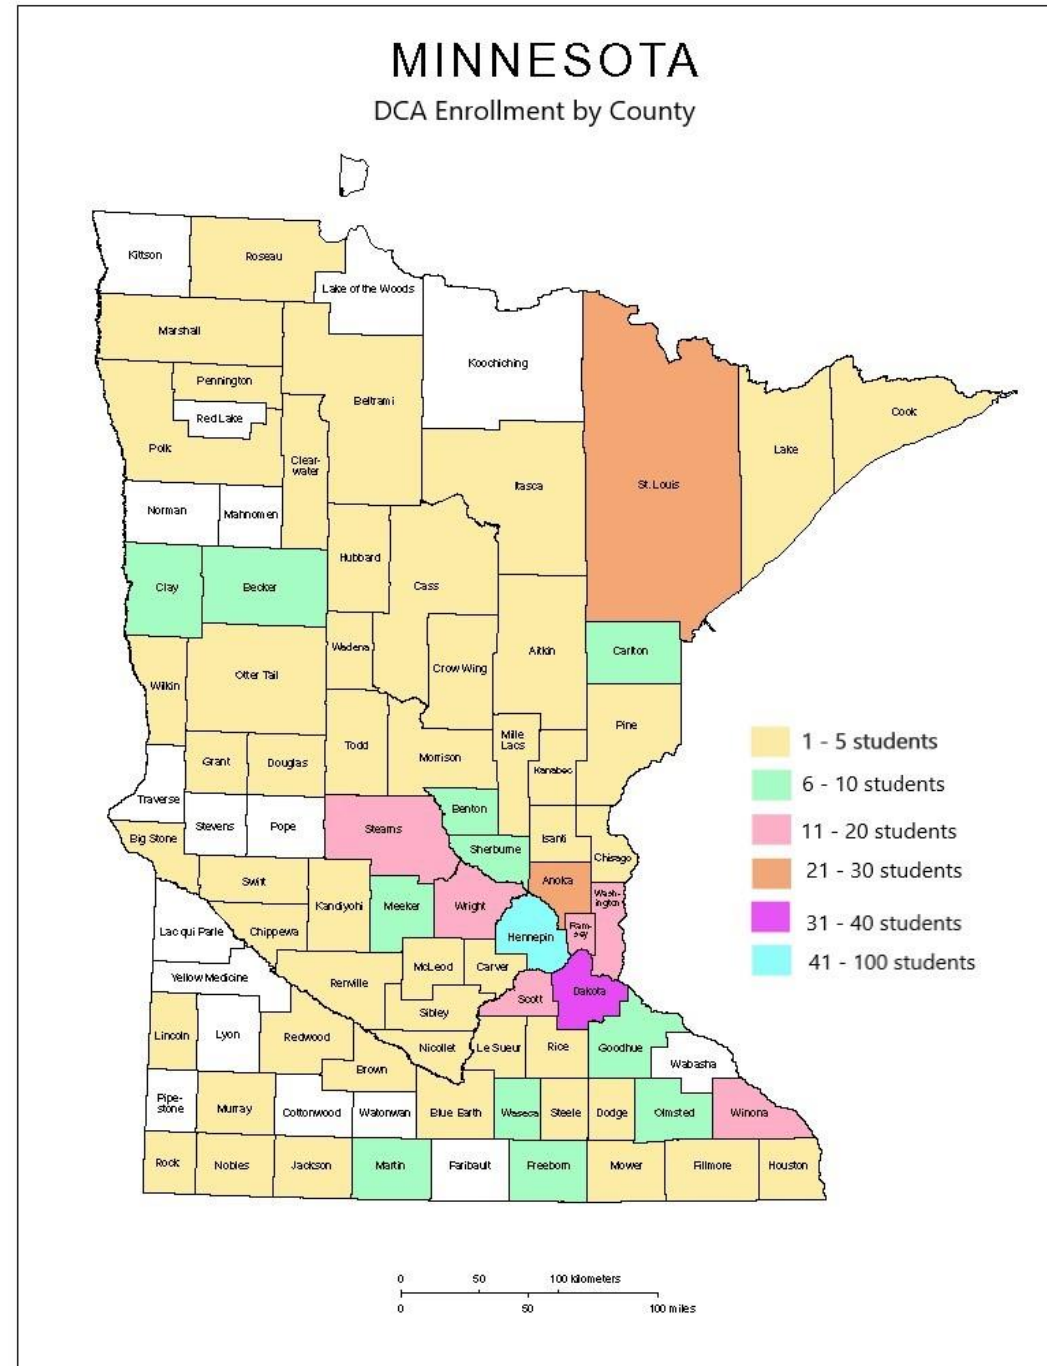 MINNESOTA
DCA Enrollment by County
Kittson
Roseau
Lake of the Woods
Marshall
Koochiching
Pennington
Beltrami
Red Lake
Cook
Polk
Clear-
water
Lake
Itasca
St. Louis
Norman
Mahnomen
Hubbard
Clay
Becker
Cass
Wadena
Aitkin
Carlton
Crow Wing
Otter Tail
Wilkin
Pine
Mille
Lacs
Todd
Morrison
Grant
Douglas
Kanabec
Traverse
Benton
Stevens
Pope
Stearns
Big Stone
Isanti
Sherburne
Chisago
Swift
Anoka
Kandiyohi
Meeker
Wright
Wash-
ington
Lac qui Parle
Chippewa
Hennepin
Ram-
sey
McLeod
Carver
Yellow Medicine
Renville
Dakota
Scott
Sibley
Lincoln
Lyon
Redwood
Nicollet
Le Sueur
Rice
Goodhue
Brown
Wabasha
Pipe-
stone
Murray
Cottonwood
Watonwan
Blue Earth
Waseca
Steele
Dodge
Olmsted
Winona
Rock
Nobles
Jackson
Martin
Faribault
Freeborn
Mower
Fillmore
Houston
1 - 5 students
6 - 10 students
11 - 20 students
21 - 30 students
31 - 40 students
41 - 100 students
0 50 100 kilometers
0 50 100 miles